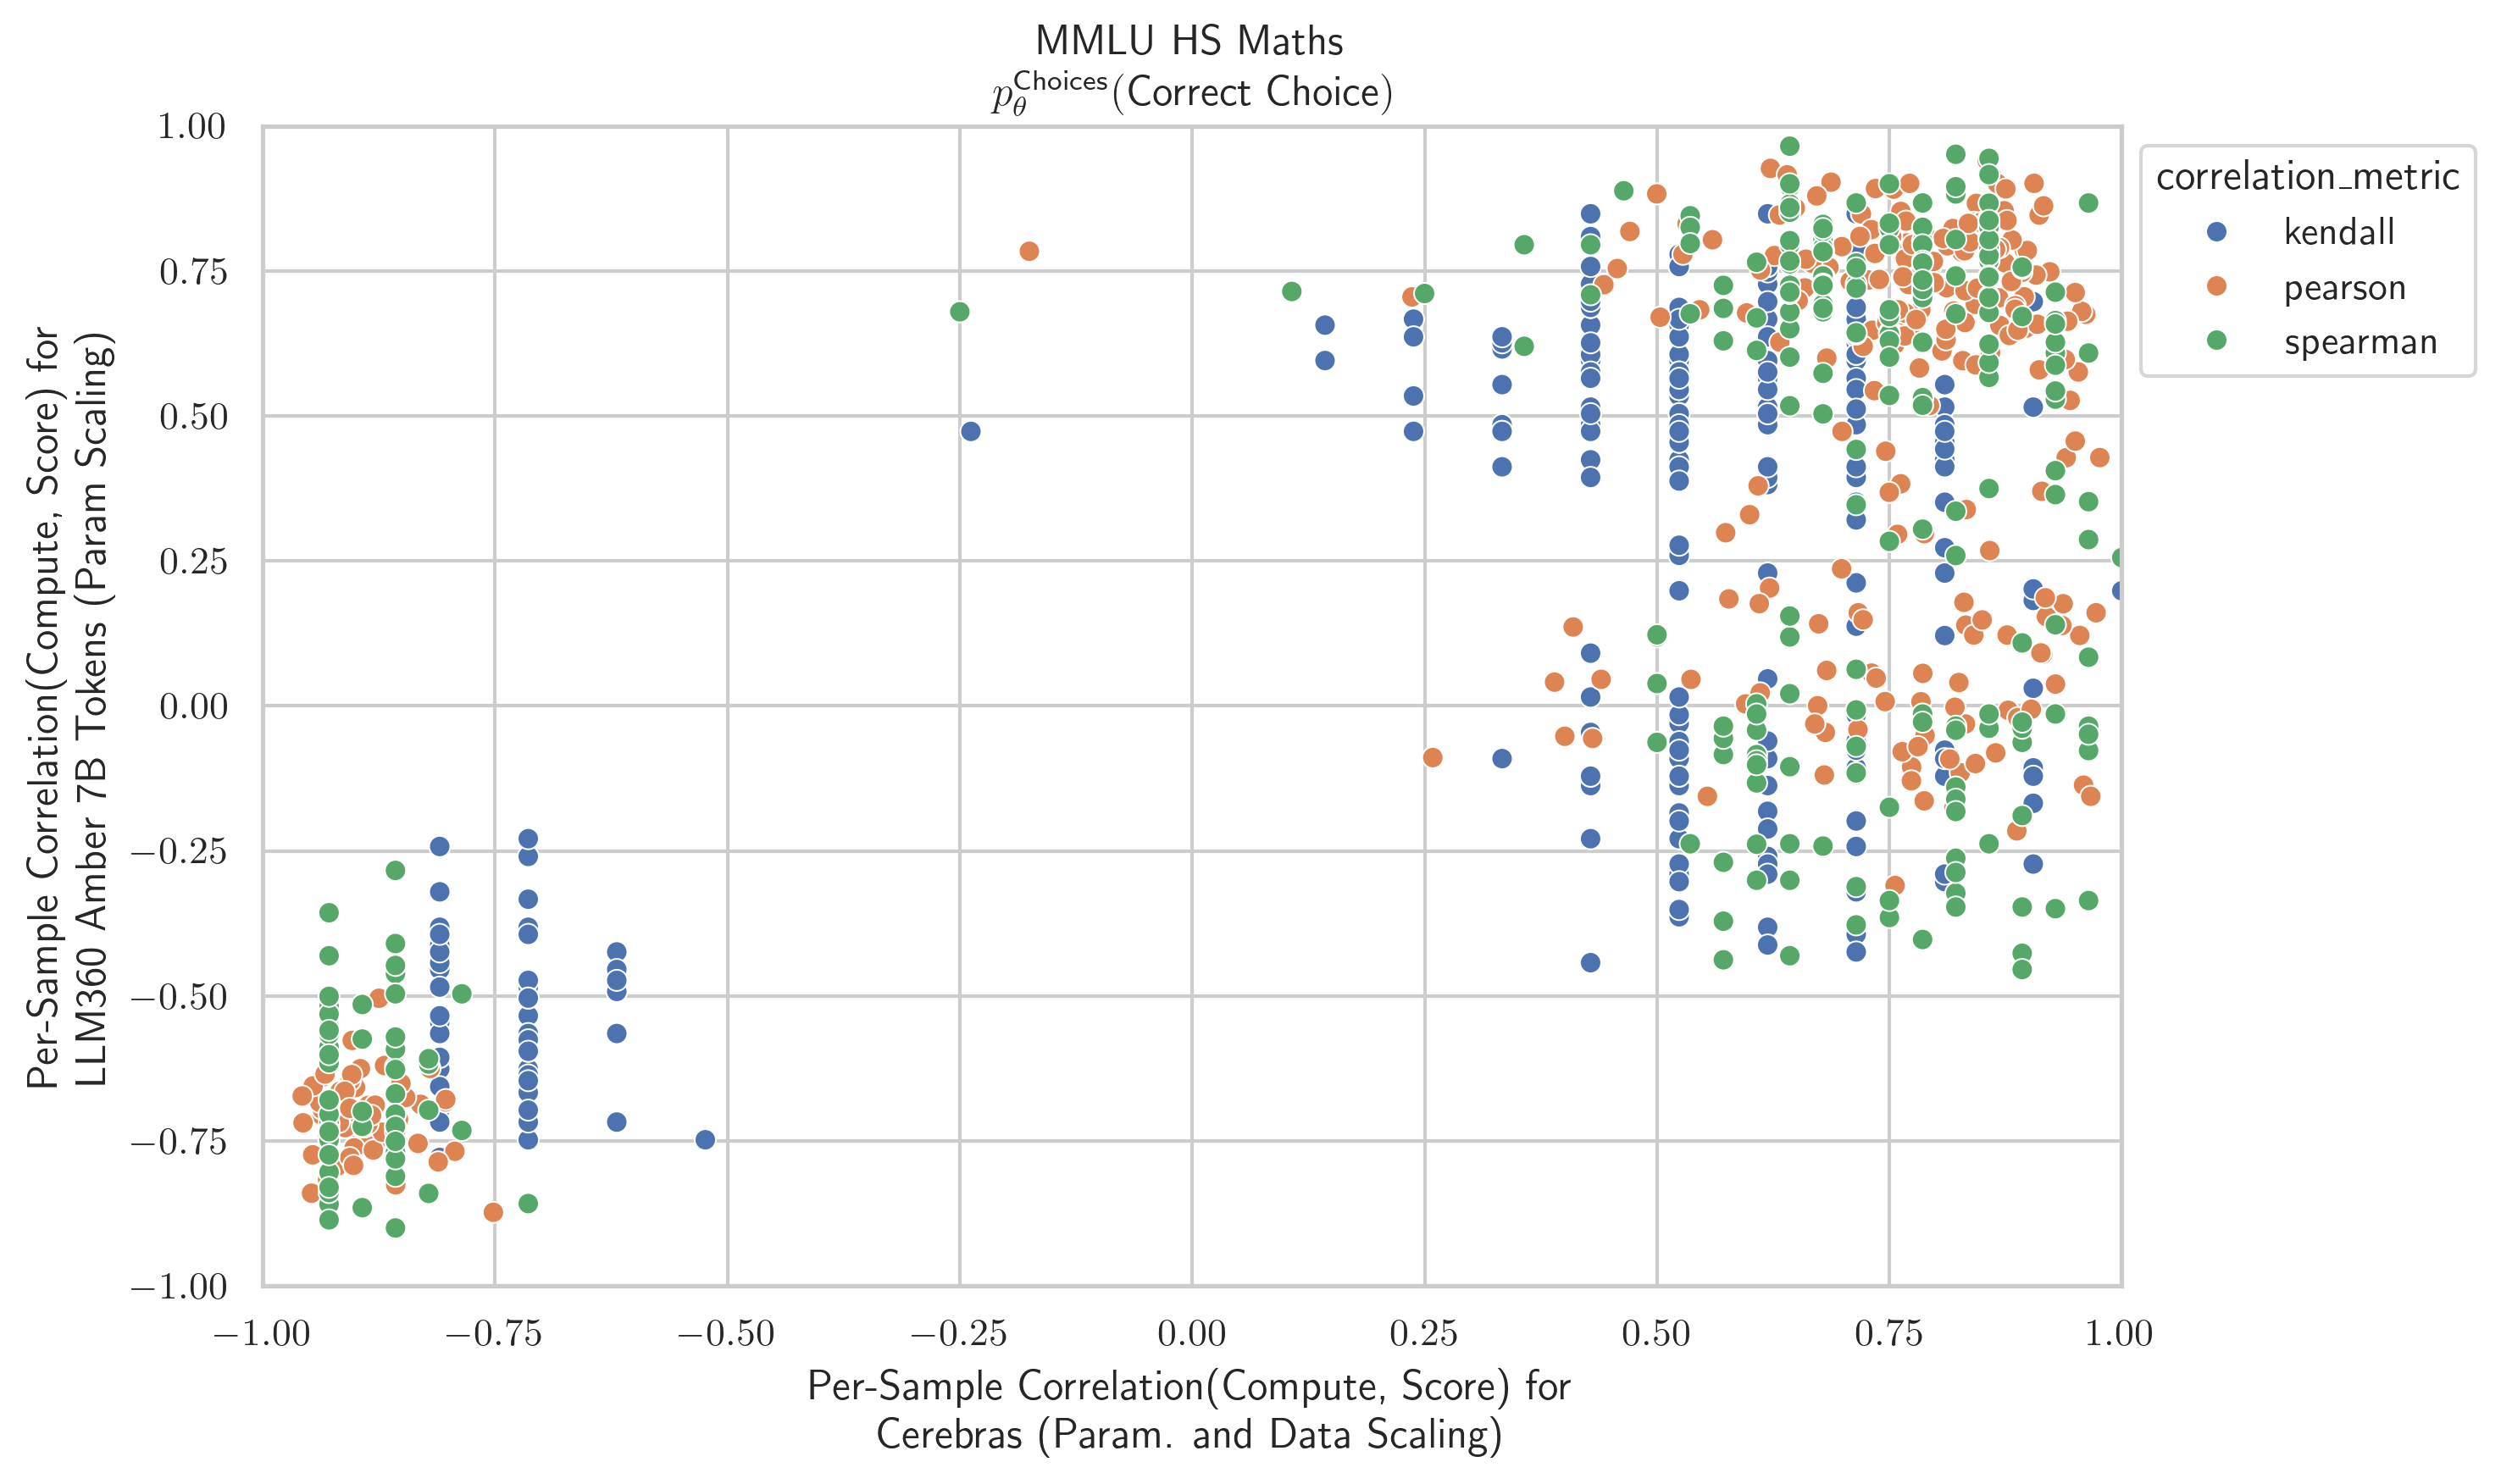 MMLU HS Maths
p_θ^Choices(Correct Choice)
1.00
0.75
0.50
0.25
0.00
−0.25
−0.50
−0.75
−1.00
Per-Sample Correlation(Compute, Score) for
LLM360 Amber 7B Tokens (Param Scaling)
correlation_metric
kendall
pearson
spearman
−1.00 −0.75 −0.50 −0.25 0.00 0.25 0.50 0.75 1.00
Per-Sample Correlation(Compute, Score) for
Cerebras (Param. and Data Scaling)